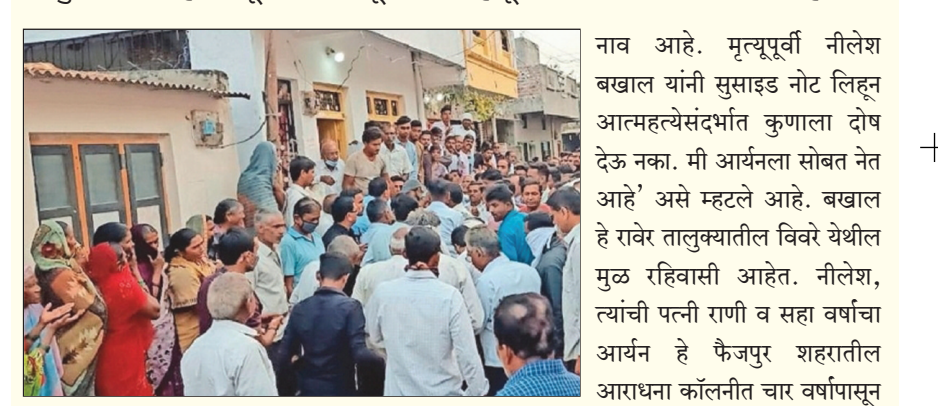 नाव आहे. मृत्यूपूर्वी नीलेश
बखाल यांनी सुसाइड नोट लिहून
आत्महत्येसंदर्भात कुणाला दोष
देऊ नका. मी आर्यनला सोबत नेत
आहे’ असे म्हटले आहे. बखाल
हे रावेर तालुक्यातील विवरे येथील
मुळ रहिवासी आहेत. नीलेश,
त्यांची पत्नी राणी व सहा वर्षाचा
आर्यन हे फैजपुर शहरातील
आराधना कॉलनीत चार वर्षापासून